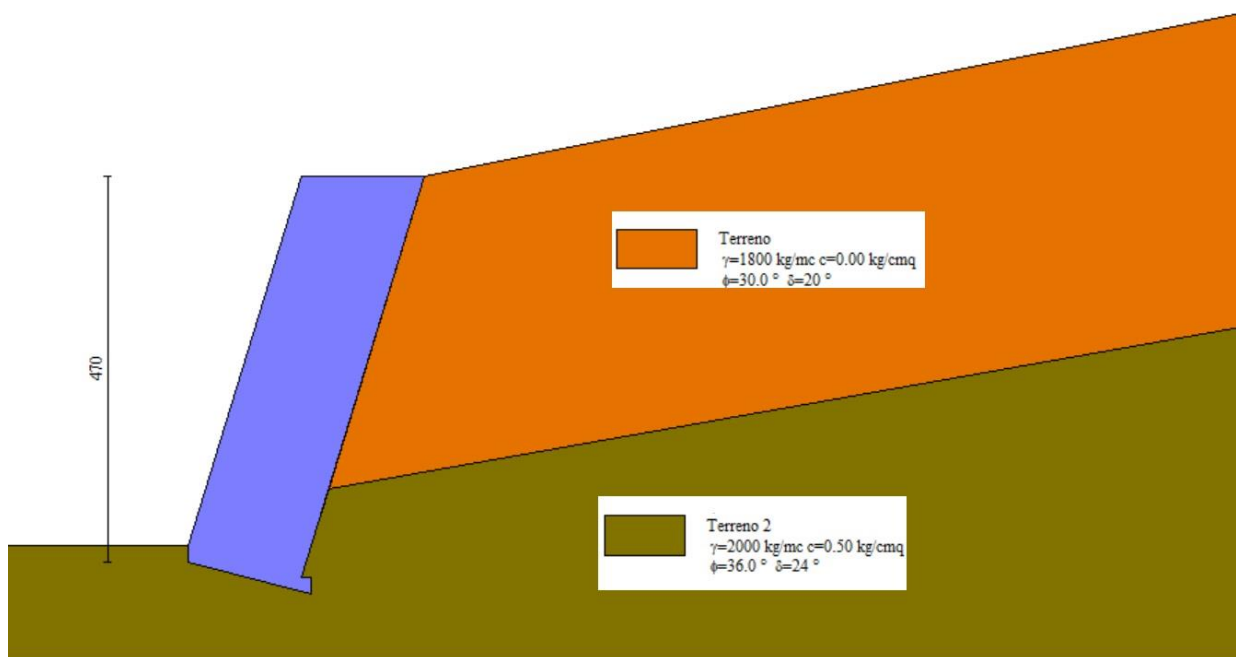 470
Terreno
γ=1800 kg/mc c=0.00 kg/cmq
ϕ=30.0 ° δ=20 °
Terreno 2
γ=2000 kg/mc c=0.50 kg/cmq
ϕ=36.0 ° δ=24 °